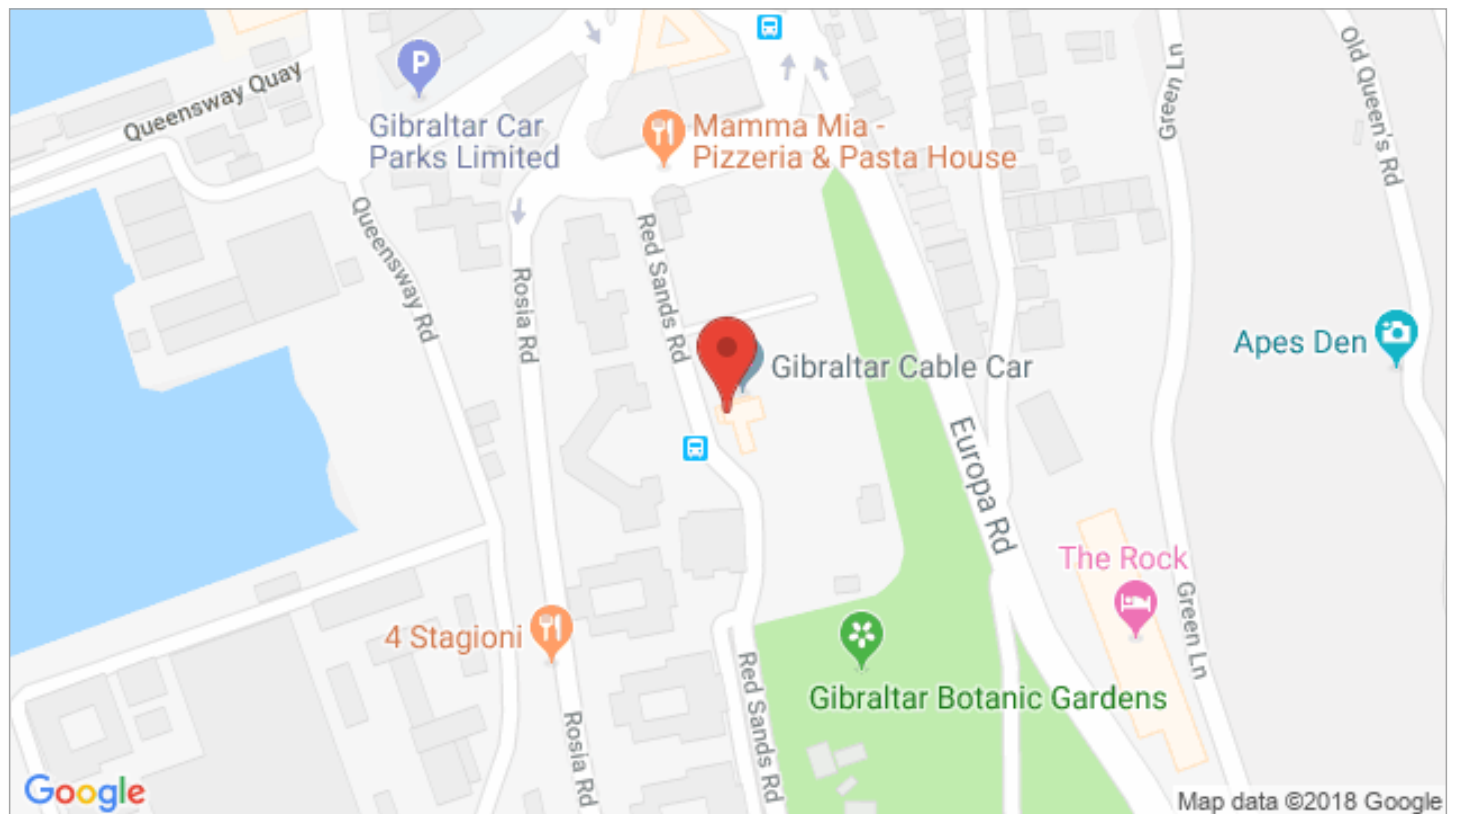 Queensway Quay
P
Gibraltar Car
Parks Limited
Mamma Mia -
Pizzeria & Pasta House
Green Ln
Old Queen's Rd
Queensway Rd
Rosia Rd
Red Sands Rd
Gibraltar Cable Car
Apes Den
Europa Rd
The Rock
Green Ln
4 Stagioni
Gibraltar Botanic Gardens
Red Sands Rd
Rosia Rd
Google
Map data ©2018 Google